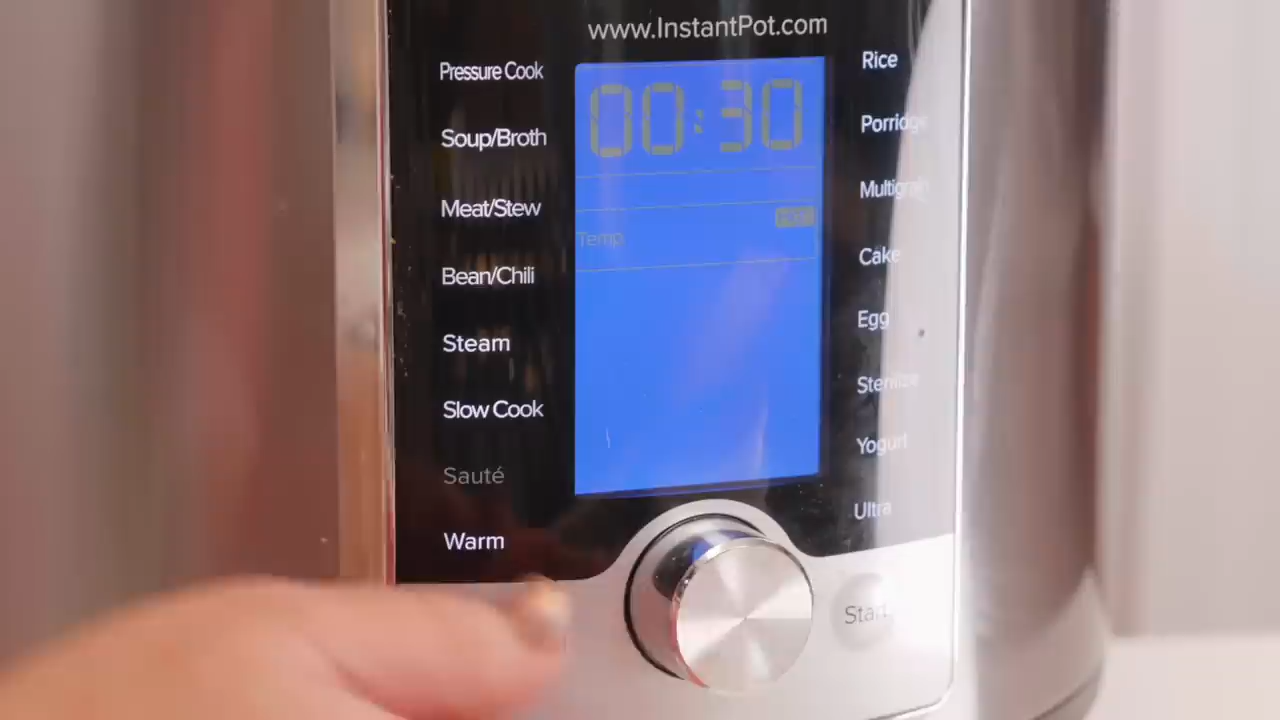 www.InstantPot.com
Pressure Cook
Soup/Broth
Meat/Stew
Bean/Chili
Steam
Slow Cook
Sauté
Warm
00:30
Temp
Rice
Porridge
Multigrain
Cake
Egg
Sterilize
Yogurt
Ultra
Start